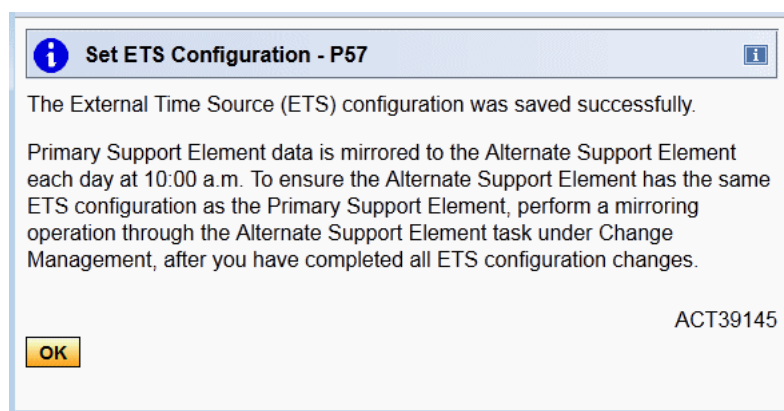 Set ETS Configuration - P57
The External Time Source (ETS) configuration was saved successfully.
Primary Support Element data is mirrored to the Alternate Support Element
each day at 10:00 a.m. To ensure the Alternate Support Element has the same
ETS configuration as the Primary Support Element, perform a mirroring
operation through the Alternate Support Element task under Change
Management, after you have completed all ETS configuration changes.
ACT39145
OK